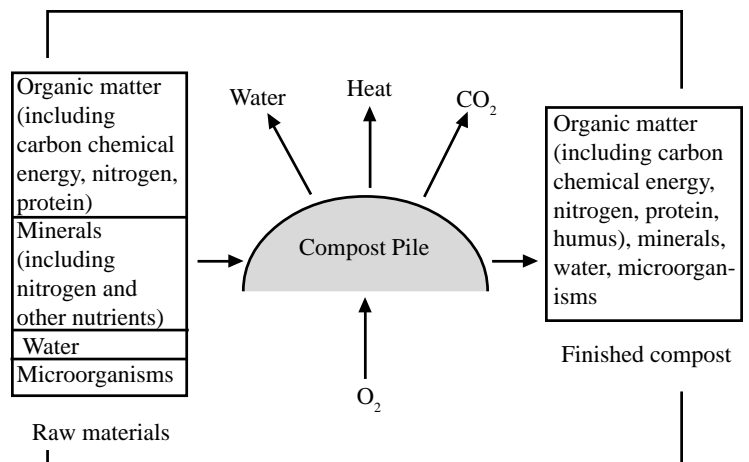 Organic matter
(including
carbon chemical
energy, nitrogen,
protein)
Minerals
(including
nitrogen and
other nutrients)
Water
Microorganisms
Raw materials
Water
Heat
CO₂
Compost Pile
O₂
Organic matter
(including carbon
chemical energy,
nitrogen, protein,
humus), minerals,
water, microorgan-
isms
Finished compost